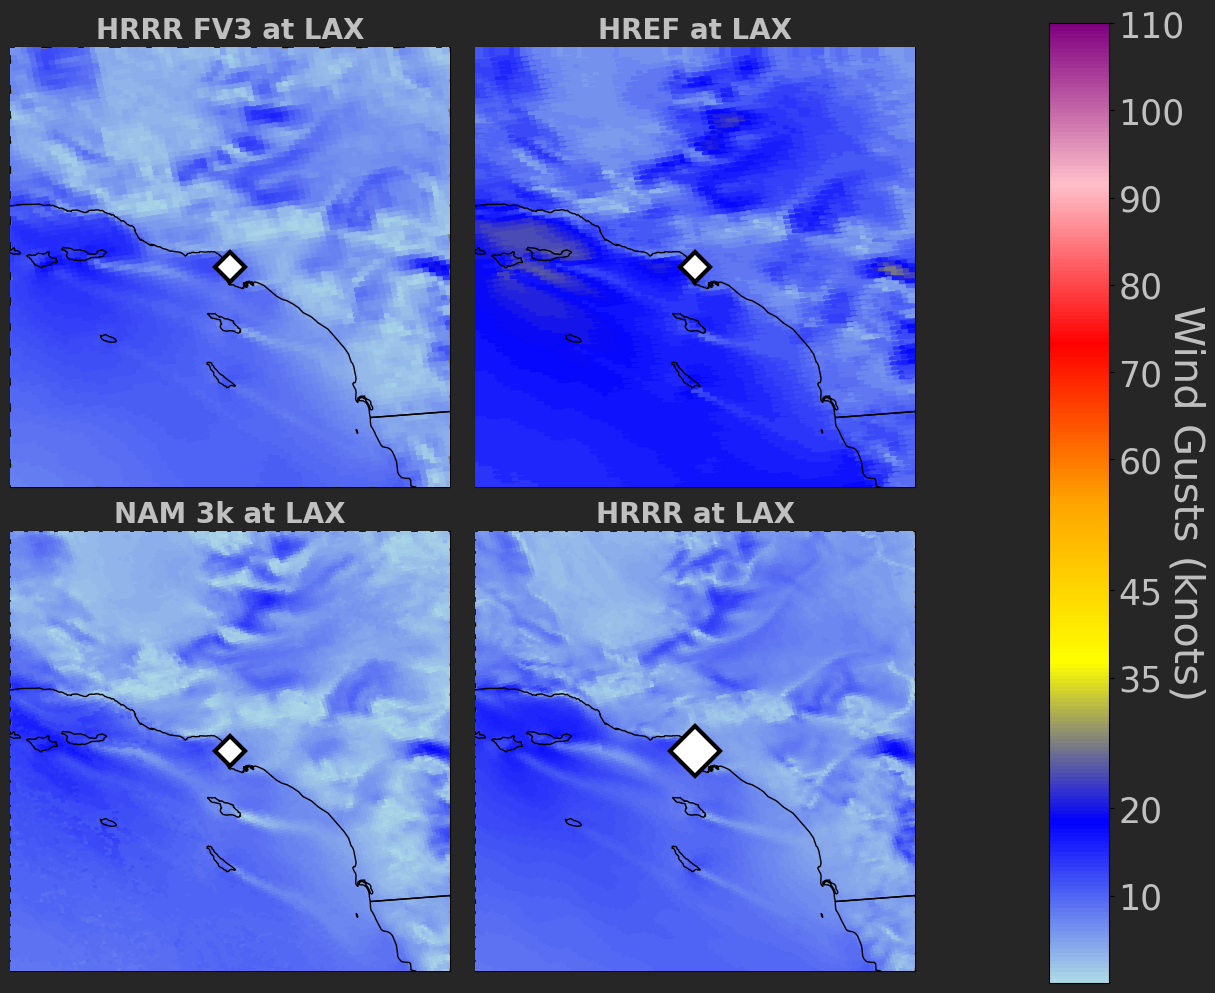 HRRR FV3 at LAX
HREF at LAX
NAM 3k at LAX
HRRR at LAX
110
100
90
80
70
60
45
35
20
10
Wind Gusts (knots)